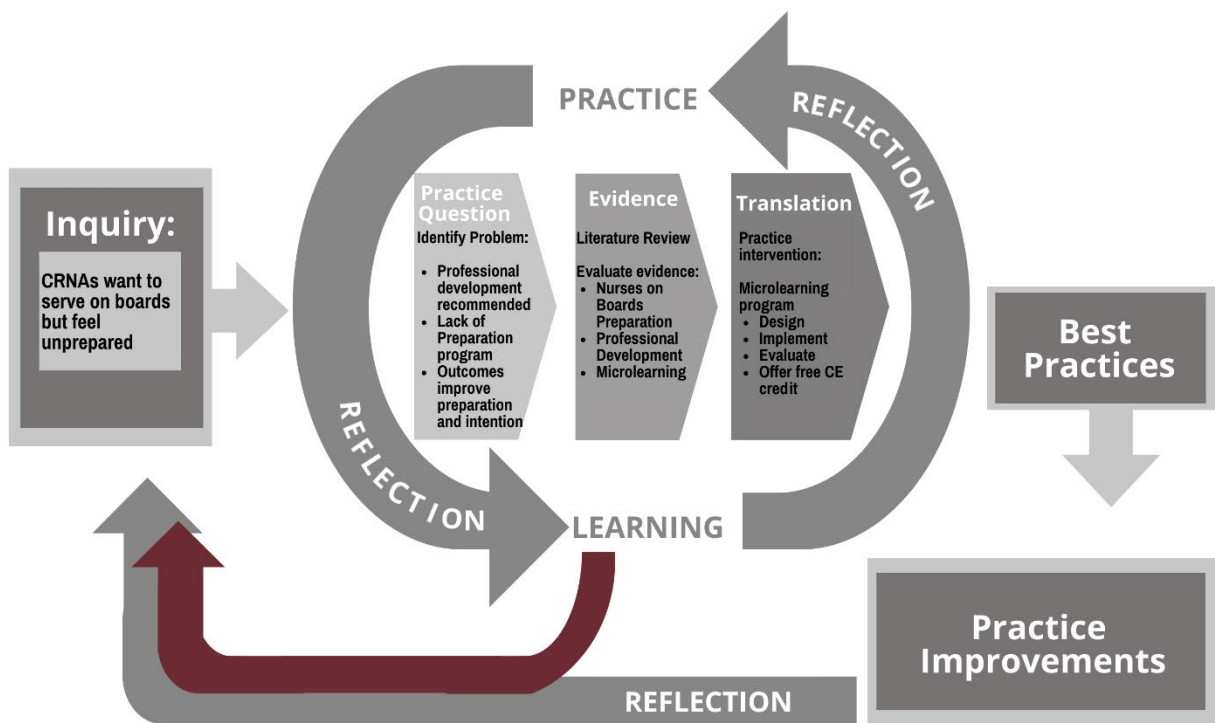 Inquiry:
CRNAs want to
serve on boards
but feel
unprepared
PRACTICE
REFLECTION
Practice
Question
Identify Problem:
• Professional
development
recommended
• Lack of
Preparation
program
• Outcomes
improve
preparation
and intention
Evidence
Literature Review
Evaluate evidence:
• Nurses on
Boards
Preparation
• Professional
Development
• Microlearning
Translation
Practice
intervention:
Microlearning
program
• Design
• Implement
• Evaluate
• Offer free CE
credit
REFLECTION
LEARNING
Best
Practices
Practice
Improvements
REFLECTION